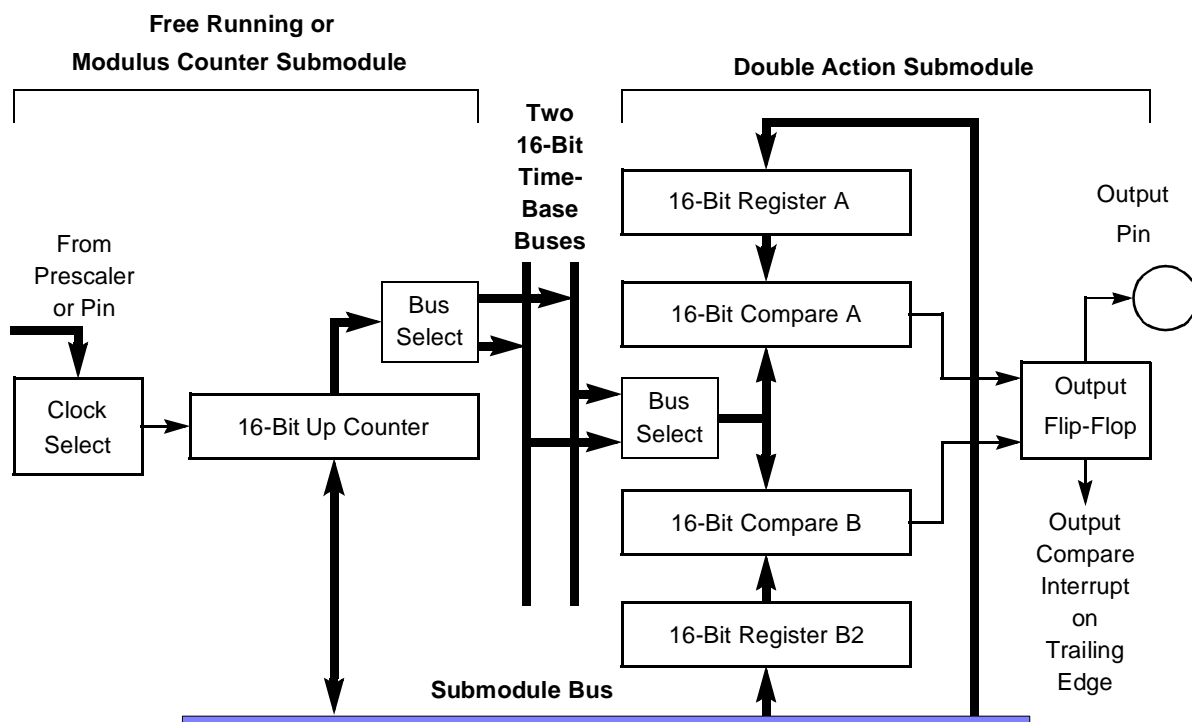 Free Running or
Modulus Counter Submodule
Double Action Submodule
Two
16-Bit
Time-
Base
Buses
From
Prescaler
or Pin
Clock
Select
16-Bit Up Counter
Bus
Select
Bus
Select
16-Bit Register A
16-Bit Compare A
16-Bit Compare B
16-Bit Register B2
Output
Pin
Output
Flip-Flop
Output
Compare
Interrupt
on
Trailing
Edge
Submodule Bus